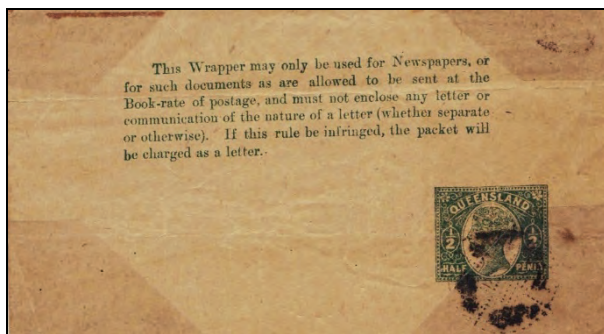 This Wrapper may only be used for Newspapers, or
for such documents as are allowed to be sent at the
Book-rate of postage, and must not enclose any letter or
communication of the nature of a letter (whether separate
or otherwise). If this rule be infringed, the packet will
be charged as a letter.
QUEENSLAND
½ ½
HALF PENNY